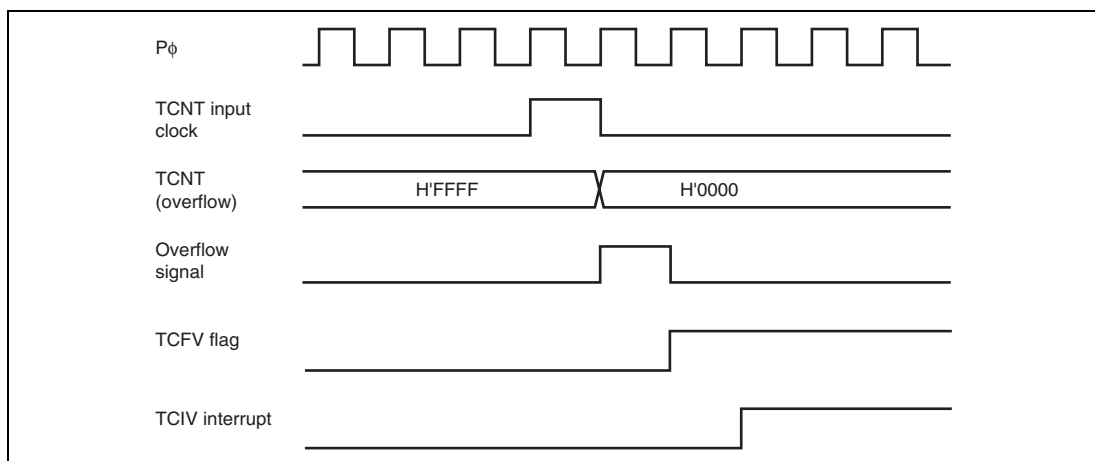 Pϕ
TCNT input
clock
TCNT
(overflow)
H'FFFF
H'0000
Overflow
signal
TCFV flag
TCIV interrupt